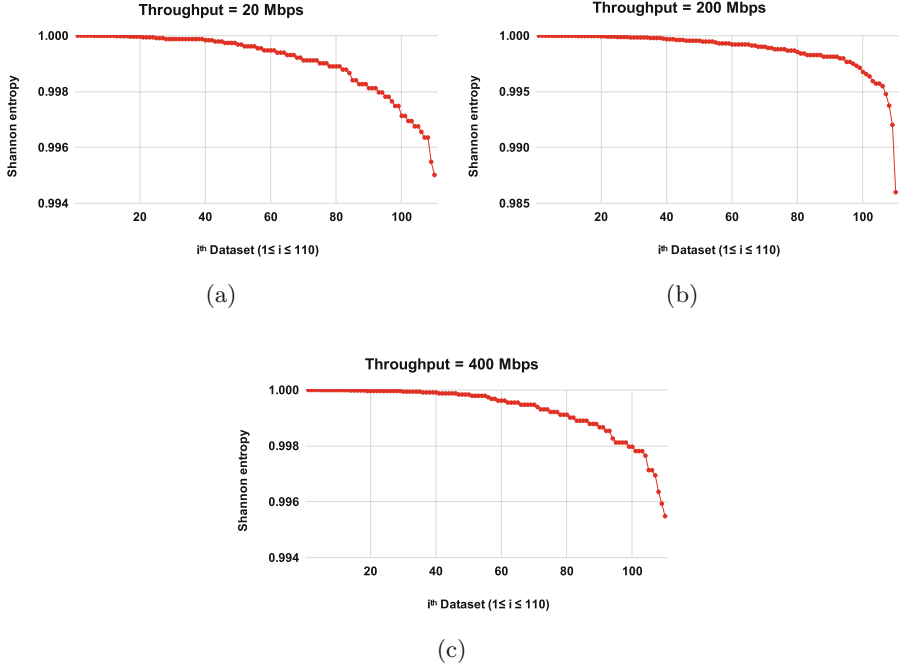 Throughput = 20 Mbps
1.000
0.998
0.996
0.994
Shannon entropy
20 40 60 80 100
iᵗʰ Dataset (1≤ i ≤ 110)
(a)
Throughput = 200 Mbps
1.000
0.995
0.990
0.985
Shannon entropy
20 40 60 80 100
iᵗʰ Dataset (1≤ i ≤ 110)
(b)
Throughput = 400 Mbps
1.000
0.998
0.996
0.994
Shannon entropy
20 40 60 80 100
iᵗʰ Dataset (1≤ i ≤ 110)
(c)